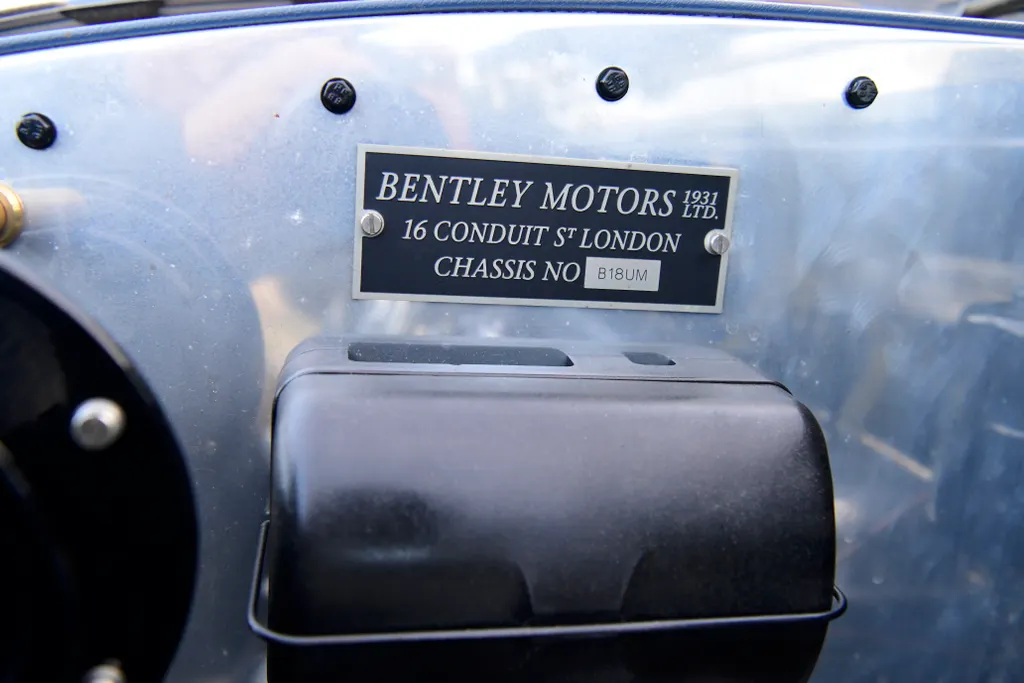 BENTLEY MOTORS 1931 LTD.
16 CONDUIT ST LONDON
CHASSIS NO B18UM